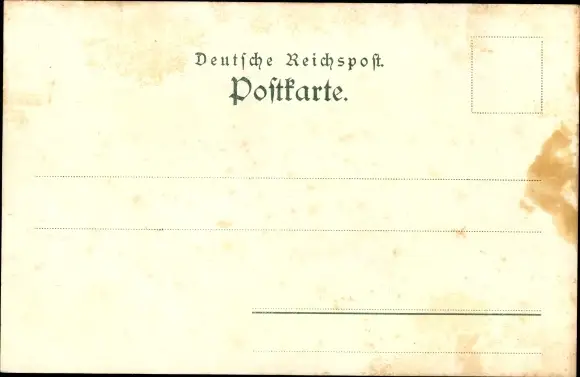 Deutſche Reichspoſt.
Poſtkarte.